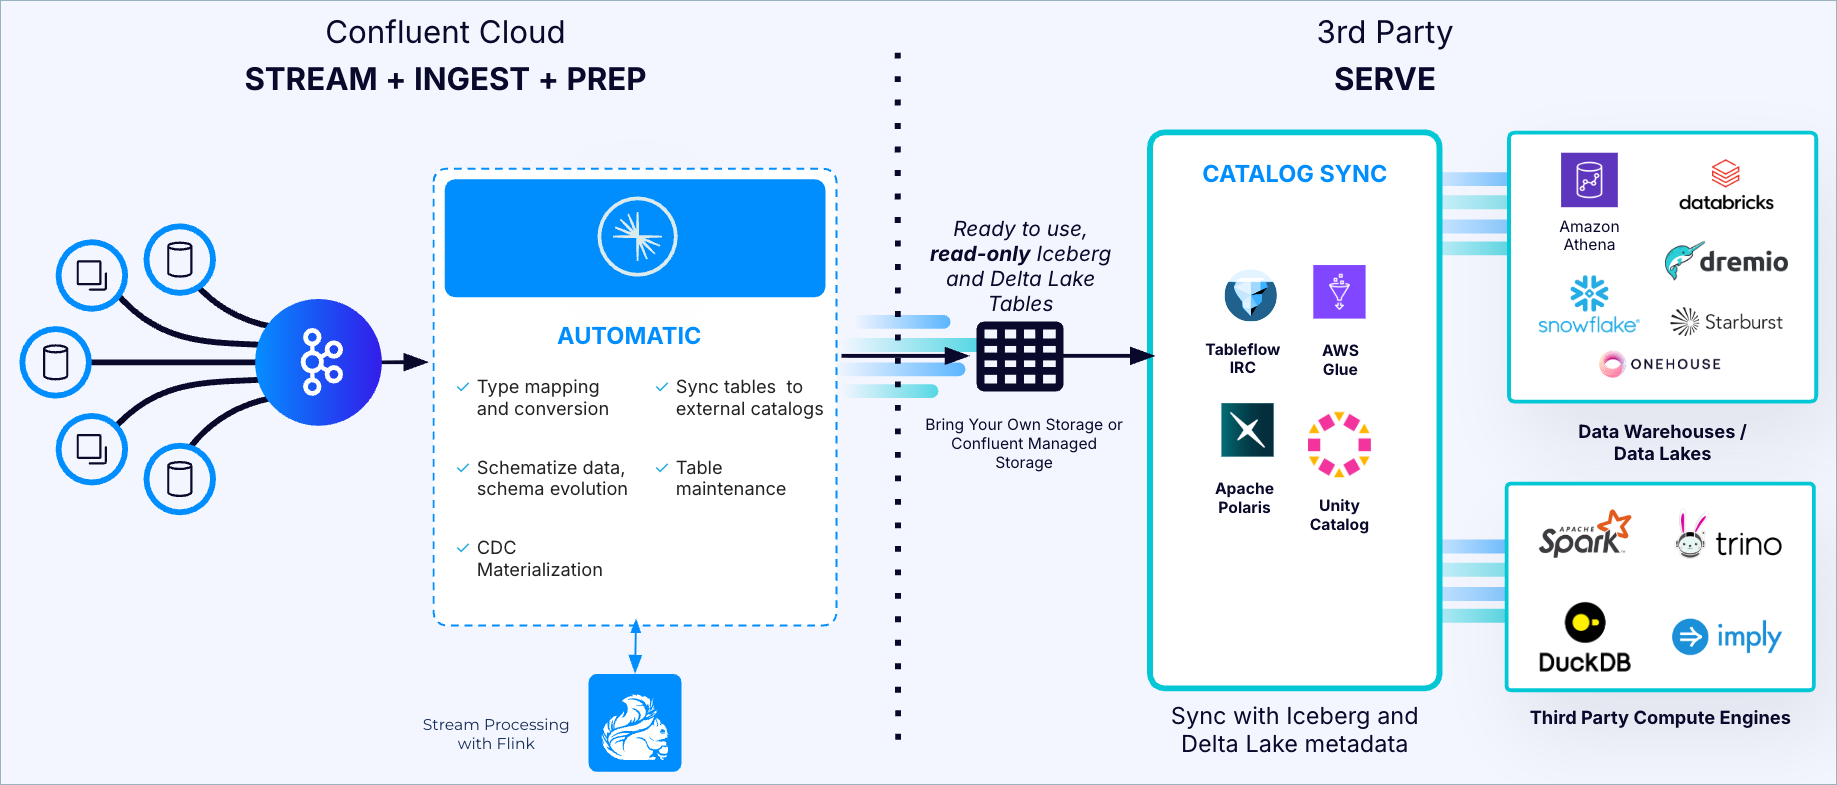 Confluent Cloud
STREAM + INGEST + PREP
3rd Party
SERVE
AUTOMATIC
Type mapping
and conversion
Sync tables to
external catalogs
Schematize data,
schema evolution
Table
maintenance
CDC
Materialization
Stream Processing
with Flink
Ready to use,
read-only Iceberg
and Delta Lake
Tables
Bring Your Own Storage or
Confluent Managed
Storage
CATALOG SYNC
Tableflow
IRC
AWS
Glue
Apache
Polaris
Unity
Catalog
Sync with Iceberg and
Delta Lake metadata
Amazon
Athena
databricks
dremio
snowflake®
Starburst
ONEHOUSE
Data Warehouses /
Data Lakes
APACHE
Spark™
trino
DuckDB
imply
Third Party Compute Engines